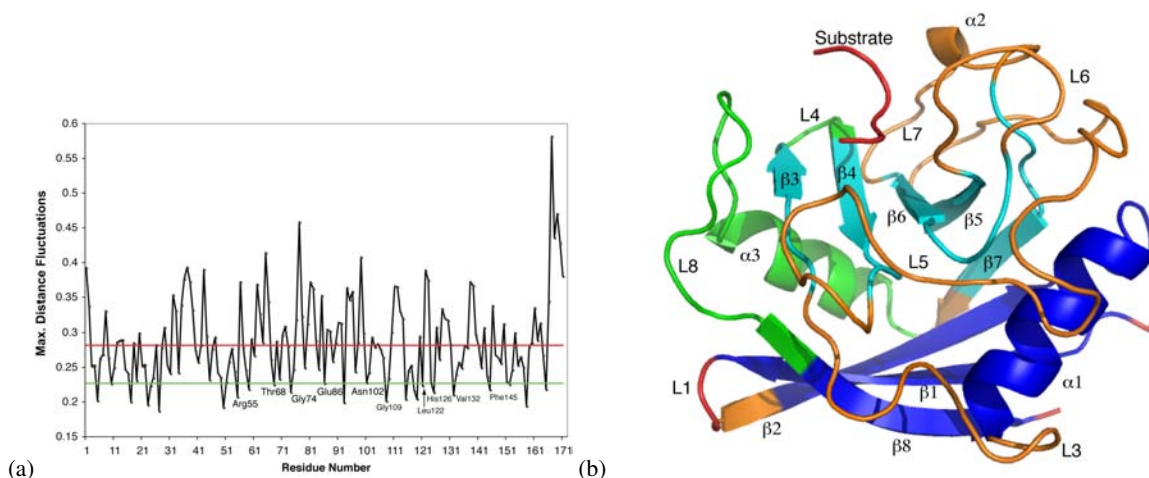 0.6
0.55
0.5
0.45
0.4
0.35
0.3
0.25
0.2
0.15
Max. Distance Fluctuations
Arg55
Thr68
Gly74
Glu86
Asn102
Gly109
Leu122
His126
Val132
Phe145
1 11 21 31 41 51 61 71 81 91 101 111 121 131 141 151 161 171
Residue Number
(a)
Substrate
α2
L6
L4
L7
β3
β4
β6
β5
α3
L5
β7
L8
L1
β1
α1
β2
β8
L3
(b)